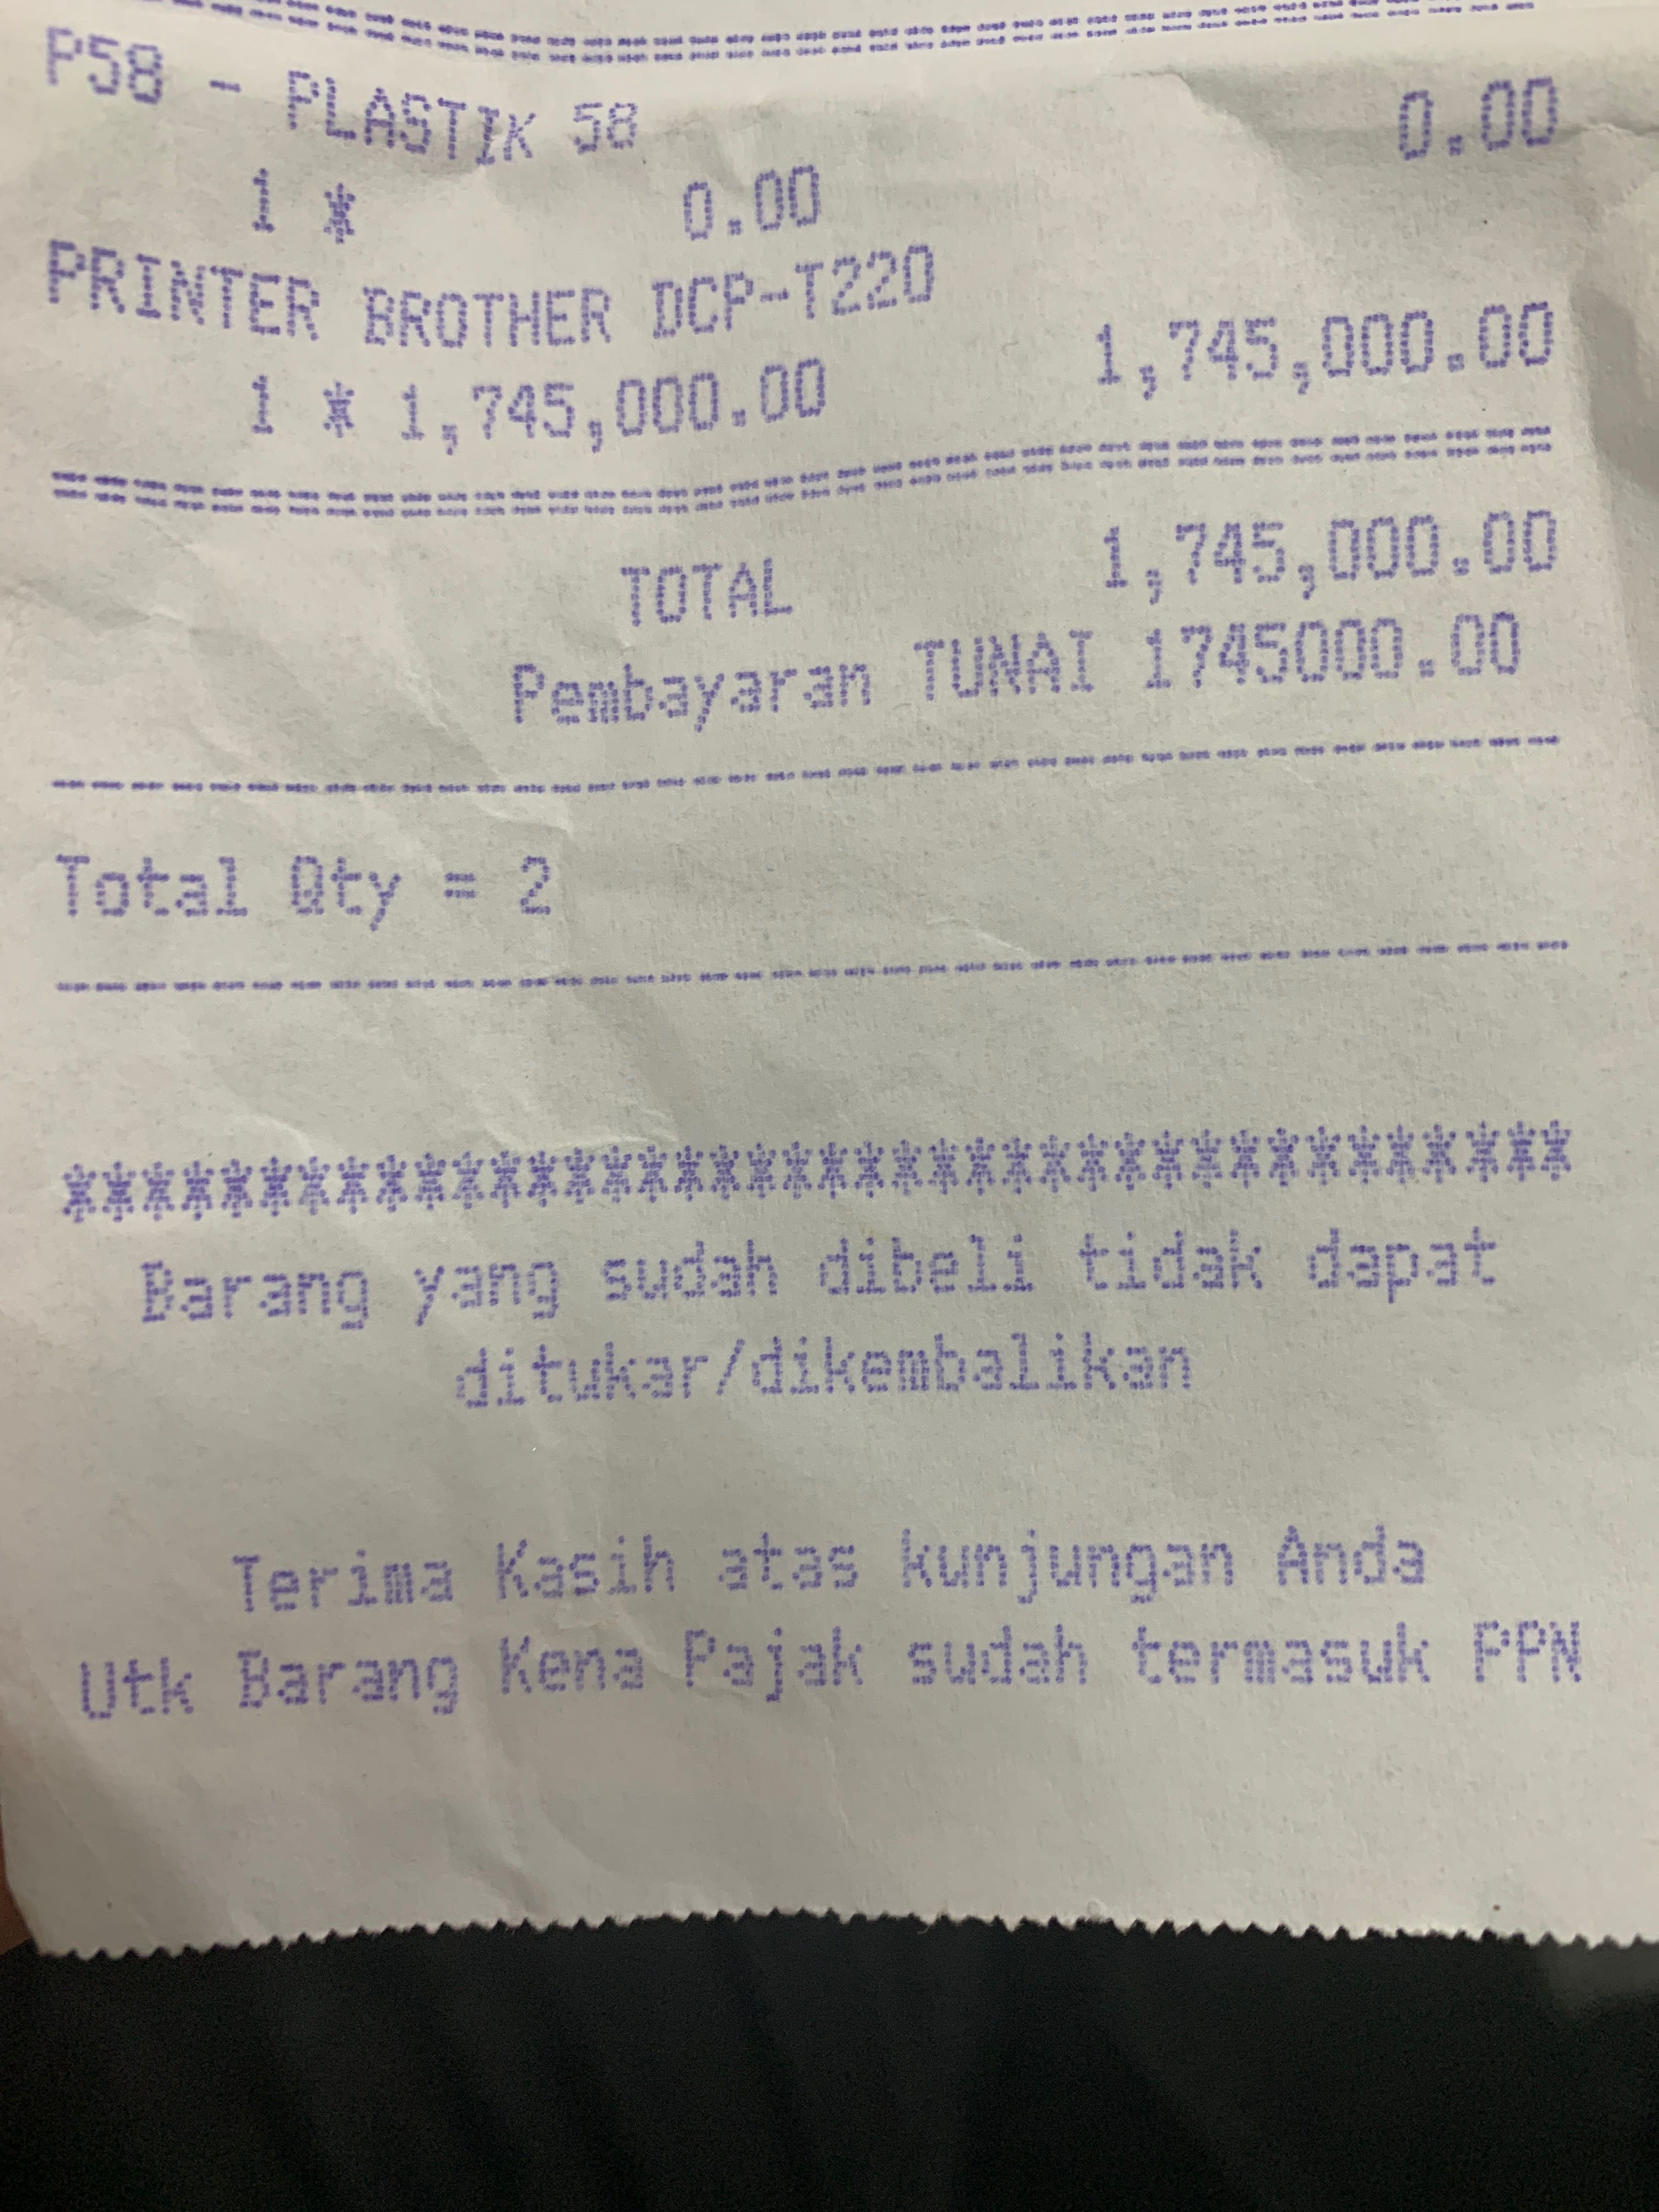 P58 - PLASTIK 58
1 * 0.00 0.00
PRINTER BROTHER DCP-T220
1 * 1,745,000.00 1,745,000.00
TOTAL 1,745,000.00
Pembayaran TUNAI 1745000.00
Total Qty = 2
****************************************
Barang yang sudah dibeli tidak dapat
ditukar/dikembalikan
Terima Kasih atas kunjungan Anda
Utk Barang Kena Pajak sudah termasuk PPN